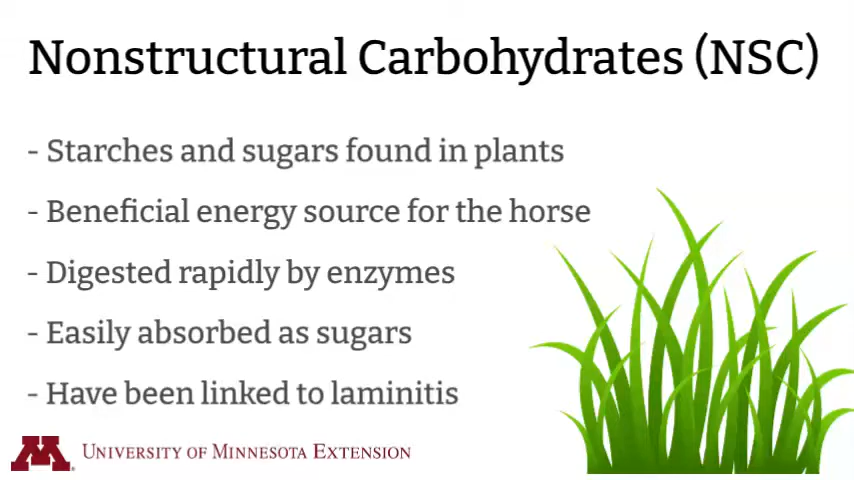 Nonstructural Carbohydrates (NSC)
- Starches and sugars found in plants
- Beneficial energy source for the horse
- Digested rapidly by enzymes
- Easily absorbed as sugars
- Have been linked to laminitis
M UNIVERSITY OF MINNESOTA EXTENSION